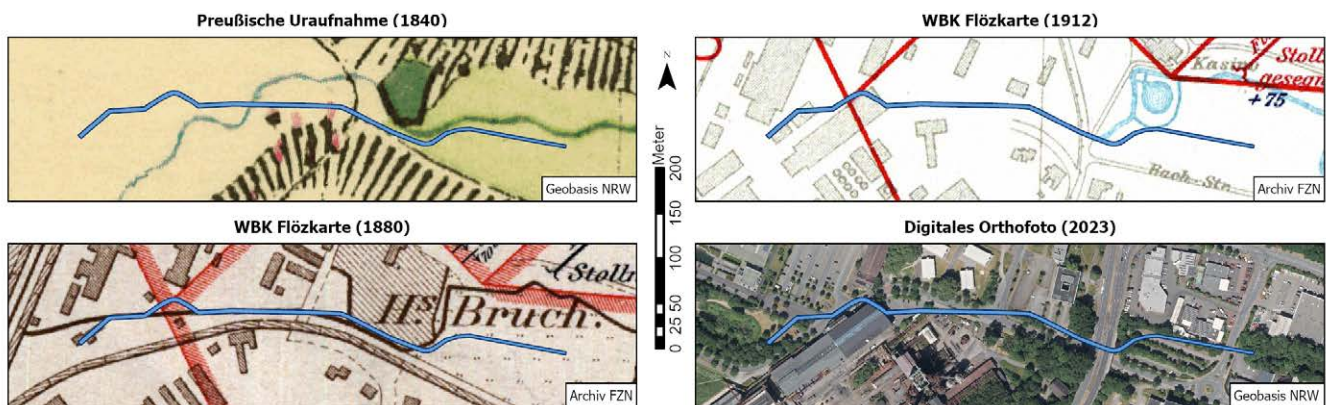 Preußische Uraufnahme (1840)
Geobasis NRW
WBK Flözkarte (1912)
Kasino
Stoll
gesegn
+75
Bach-Str.
Archiv FZN
N
Meter
0 25 50 100 150 200
WBK Flözkarte (1880)
70
Stolln
Hs. Bruch.
Archiv FZN
Digitales Orthofoto (2023)
Geobasis NRW